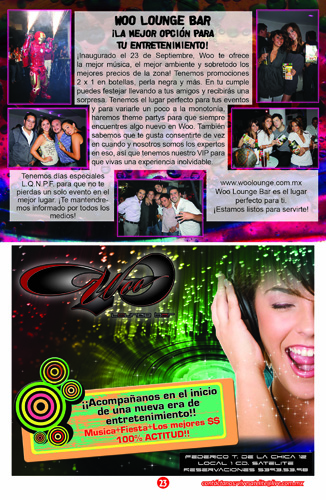 WOO LOUNGE BAR
¡LA MEJOR OPCIÓN PARA
TU ENTRETENIMIENTO!
¡Inaugurado el 23 de Septiembre, Woo te ofrece
la mejor música, el mejor ambiente y sobretodo los
mejores precios de la zona! Tenemos promociones
2 x 1 en botellas, perla negra y más. En tu cumple
puedes festejar llevando a tus amigos y recibirás una
sorpresa. Tenemos el lugar perfecto para tus eventos
y para variarle un poco a la monotonía,
haremos theme partys para que siempre
encuentres algo nuevo en Woo. También
sabemos que te gusta consentirte de vez
en cuando y nosotros somos los expertos
en eso, así que tenemos nuestro VIP para
que vivas una experiencia inolvidable.
Tenemos días especiales
L.Q.N.P.F. para que no te
pierdas un solo evento en el
mejor lugar. ¡Te mantendre-
mos informado por todos los
medios!
www.woolounge.com.mx
Woo Lounge Bar es el lugar
perfecto para ti.
¡Estamos listos para servirte!
Woo
¡¡Acompañanos en el inicio
de una nueva era de
entretenimiento!!
Música+Fiesta+Los mejores $$
100% ACTITUD!!
FEDERICO T. DE LA CHICA 12
LOCAL 1 CD. SATELITE
RESERVACIONES 5393.53.98
23